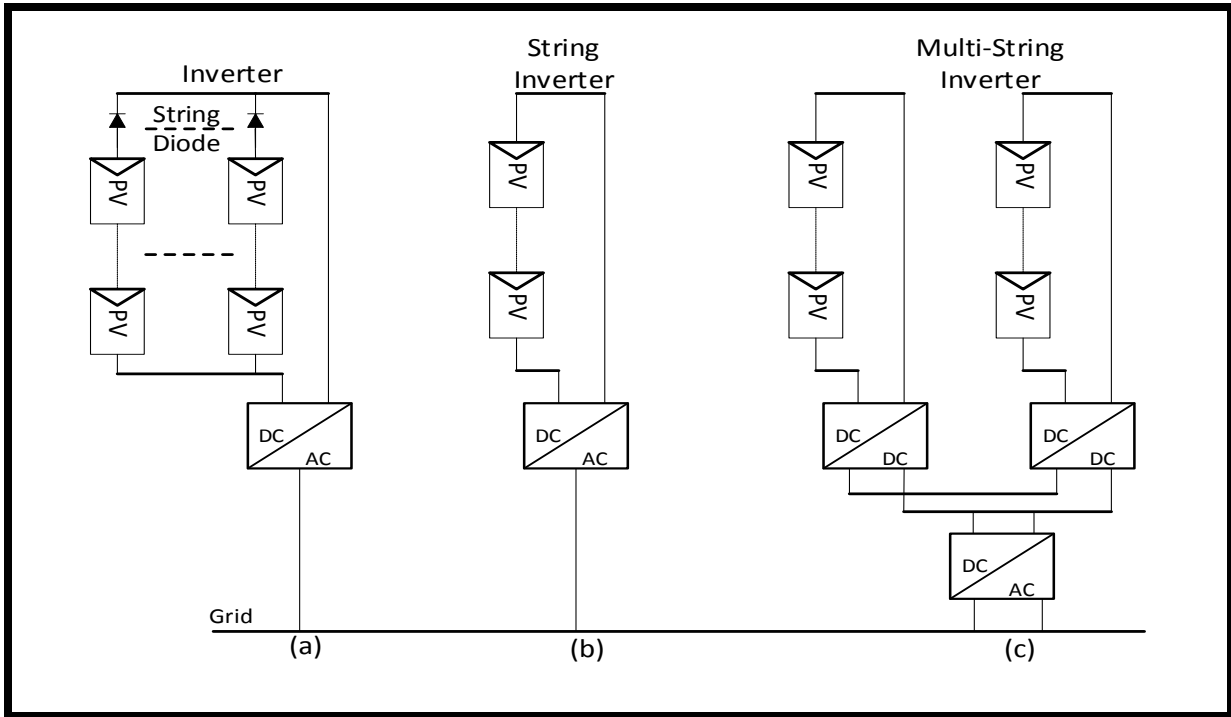 Inverter
String
Diode
PV
PV
PV
PV
DC
AC
(a)
String
Inverter
PV
PV
DC
AC
(b)
Multi-String
Inverter
PV
PV
PV
PV
DC
DC
DC
DC
DC
AC
(c)
Grid